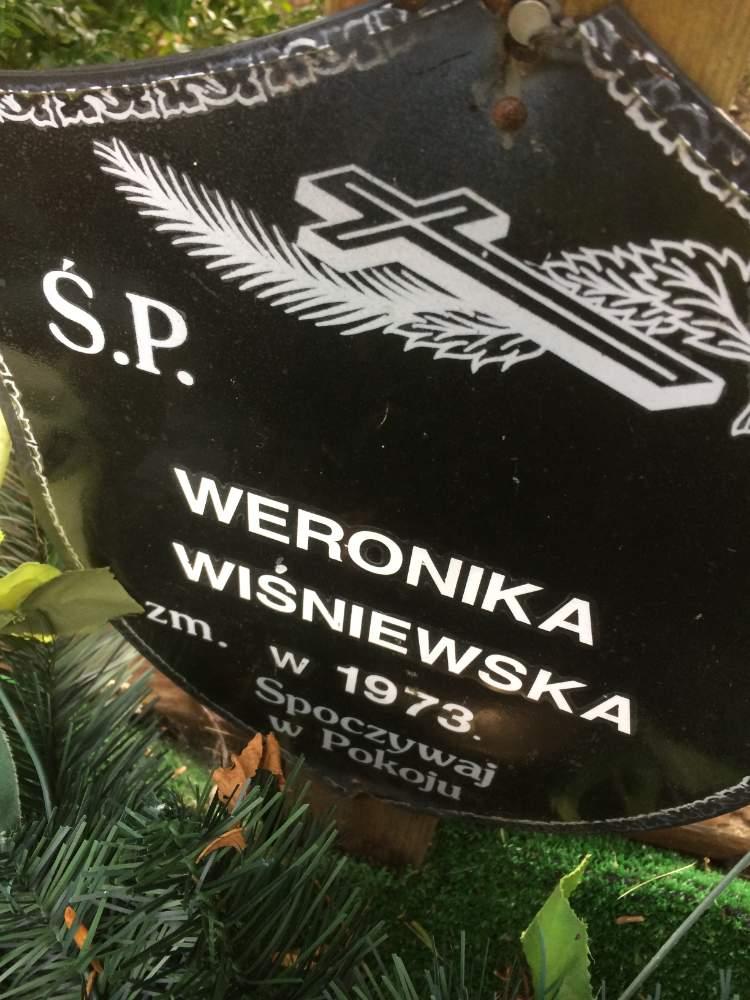 Ś.P.
WERONIKA
WIŚNIEWSKA
zm. w 1973.
Spoczywaj
w Pokoju